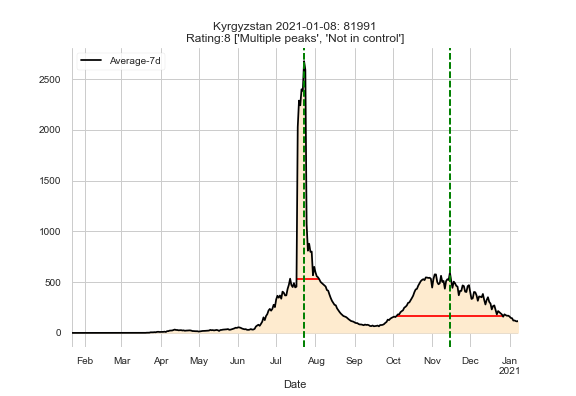 Kyrgyzstan 2021-01-08: 81991
Rating:8 ['Multiple peaks', 'Not in control']
Average-7d
2500
2000
1500
1000
500
0
Feb Mar Apr May Jun Jul Aug Sep Oct Nov Dec Jan
2021
Date